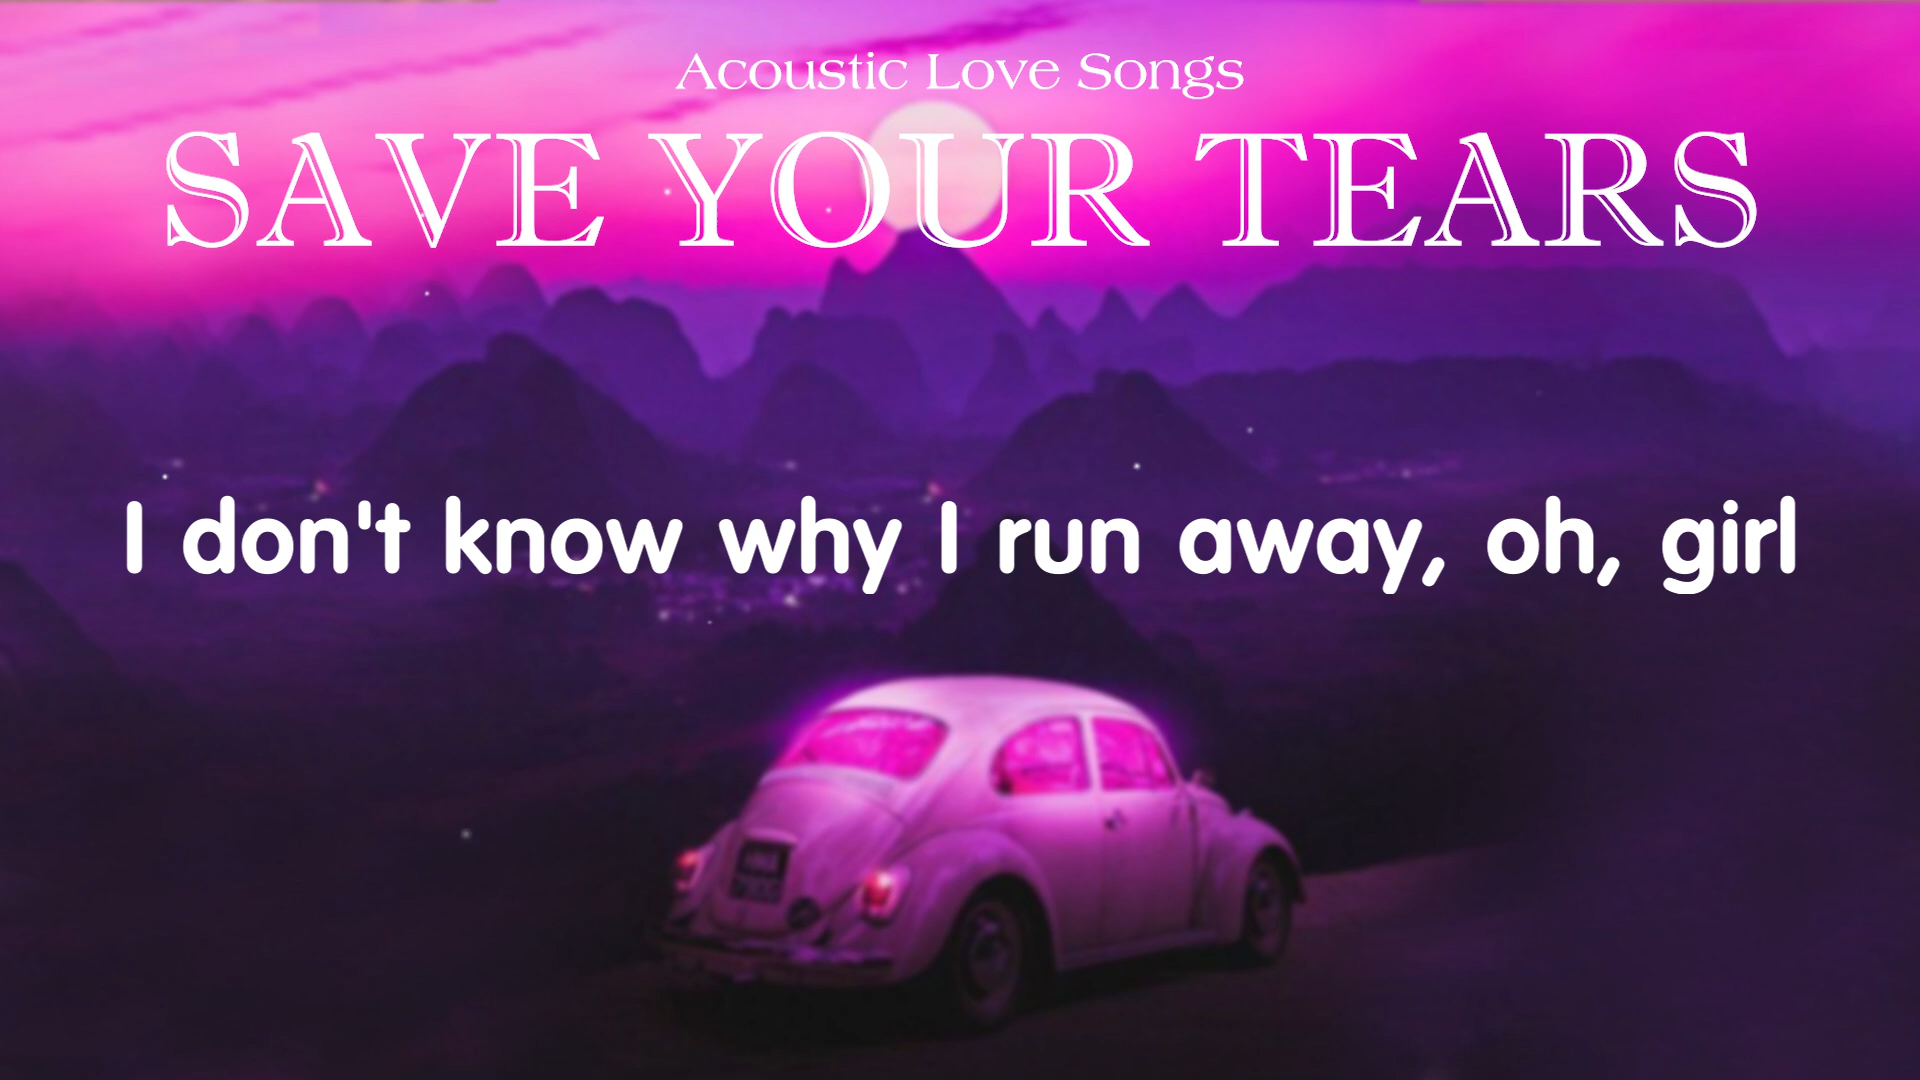 Acoustic Love Songs
SAVE YOUR TEARS
I don't know why I run away, oh, girl